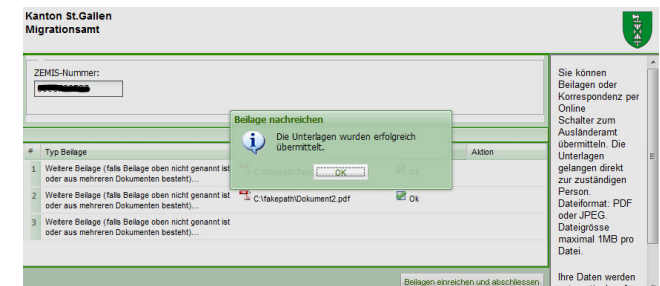 Kanton St.Gallen
Migrationsamt
ZEMIS-Nummer:
Beilage nachreichen
Die Unterlagen wurden erfolgreich
übermittelt.
OK
# Typ Beilage Aktion
1 Weitere Beilage (falls Beilage oben nicht genannt ist
oder aus mehreren Dokumenten besteht)...
2 Weitere Beilage (falls Beilage oben nicht genannt ist C:\fakepath\Dokument2.pdf Ok
oder aus mehreren Dokumenten besteht)...
3 Weitere Beilage (falls Beilage oben nicht genannt ist
oder aus mehreren Dokumenten besteht)...
Beilagen einreichen und abschliessen
Sie können
Beilagen oder
Korrespondenz per
Online
Schalter zum
Ausländeramt
übermitteln. Die
Unterlagen
gelangen direkt
zur zuständigen
Person.
Dateiformat: PDF
oder JPEG.
Dateigrösse
maximal 1MB pro
Datei.
Ihre Daten werden